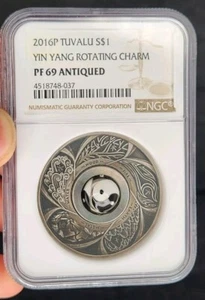 2016P TUVALU S$1
YIN YANG ROTATING CHARM
PF 69 ANTIQUED
4518748-037
NUMISMATIC GUARANTY CORPORATION
NGC